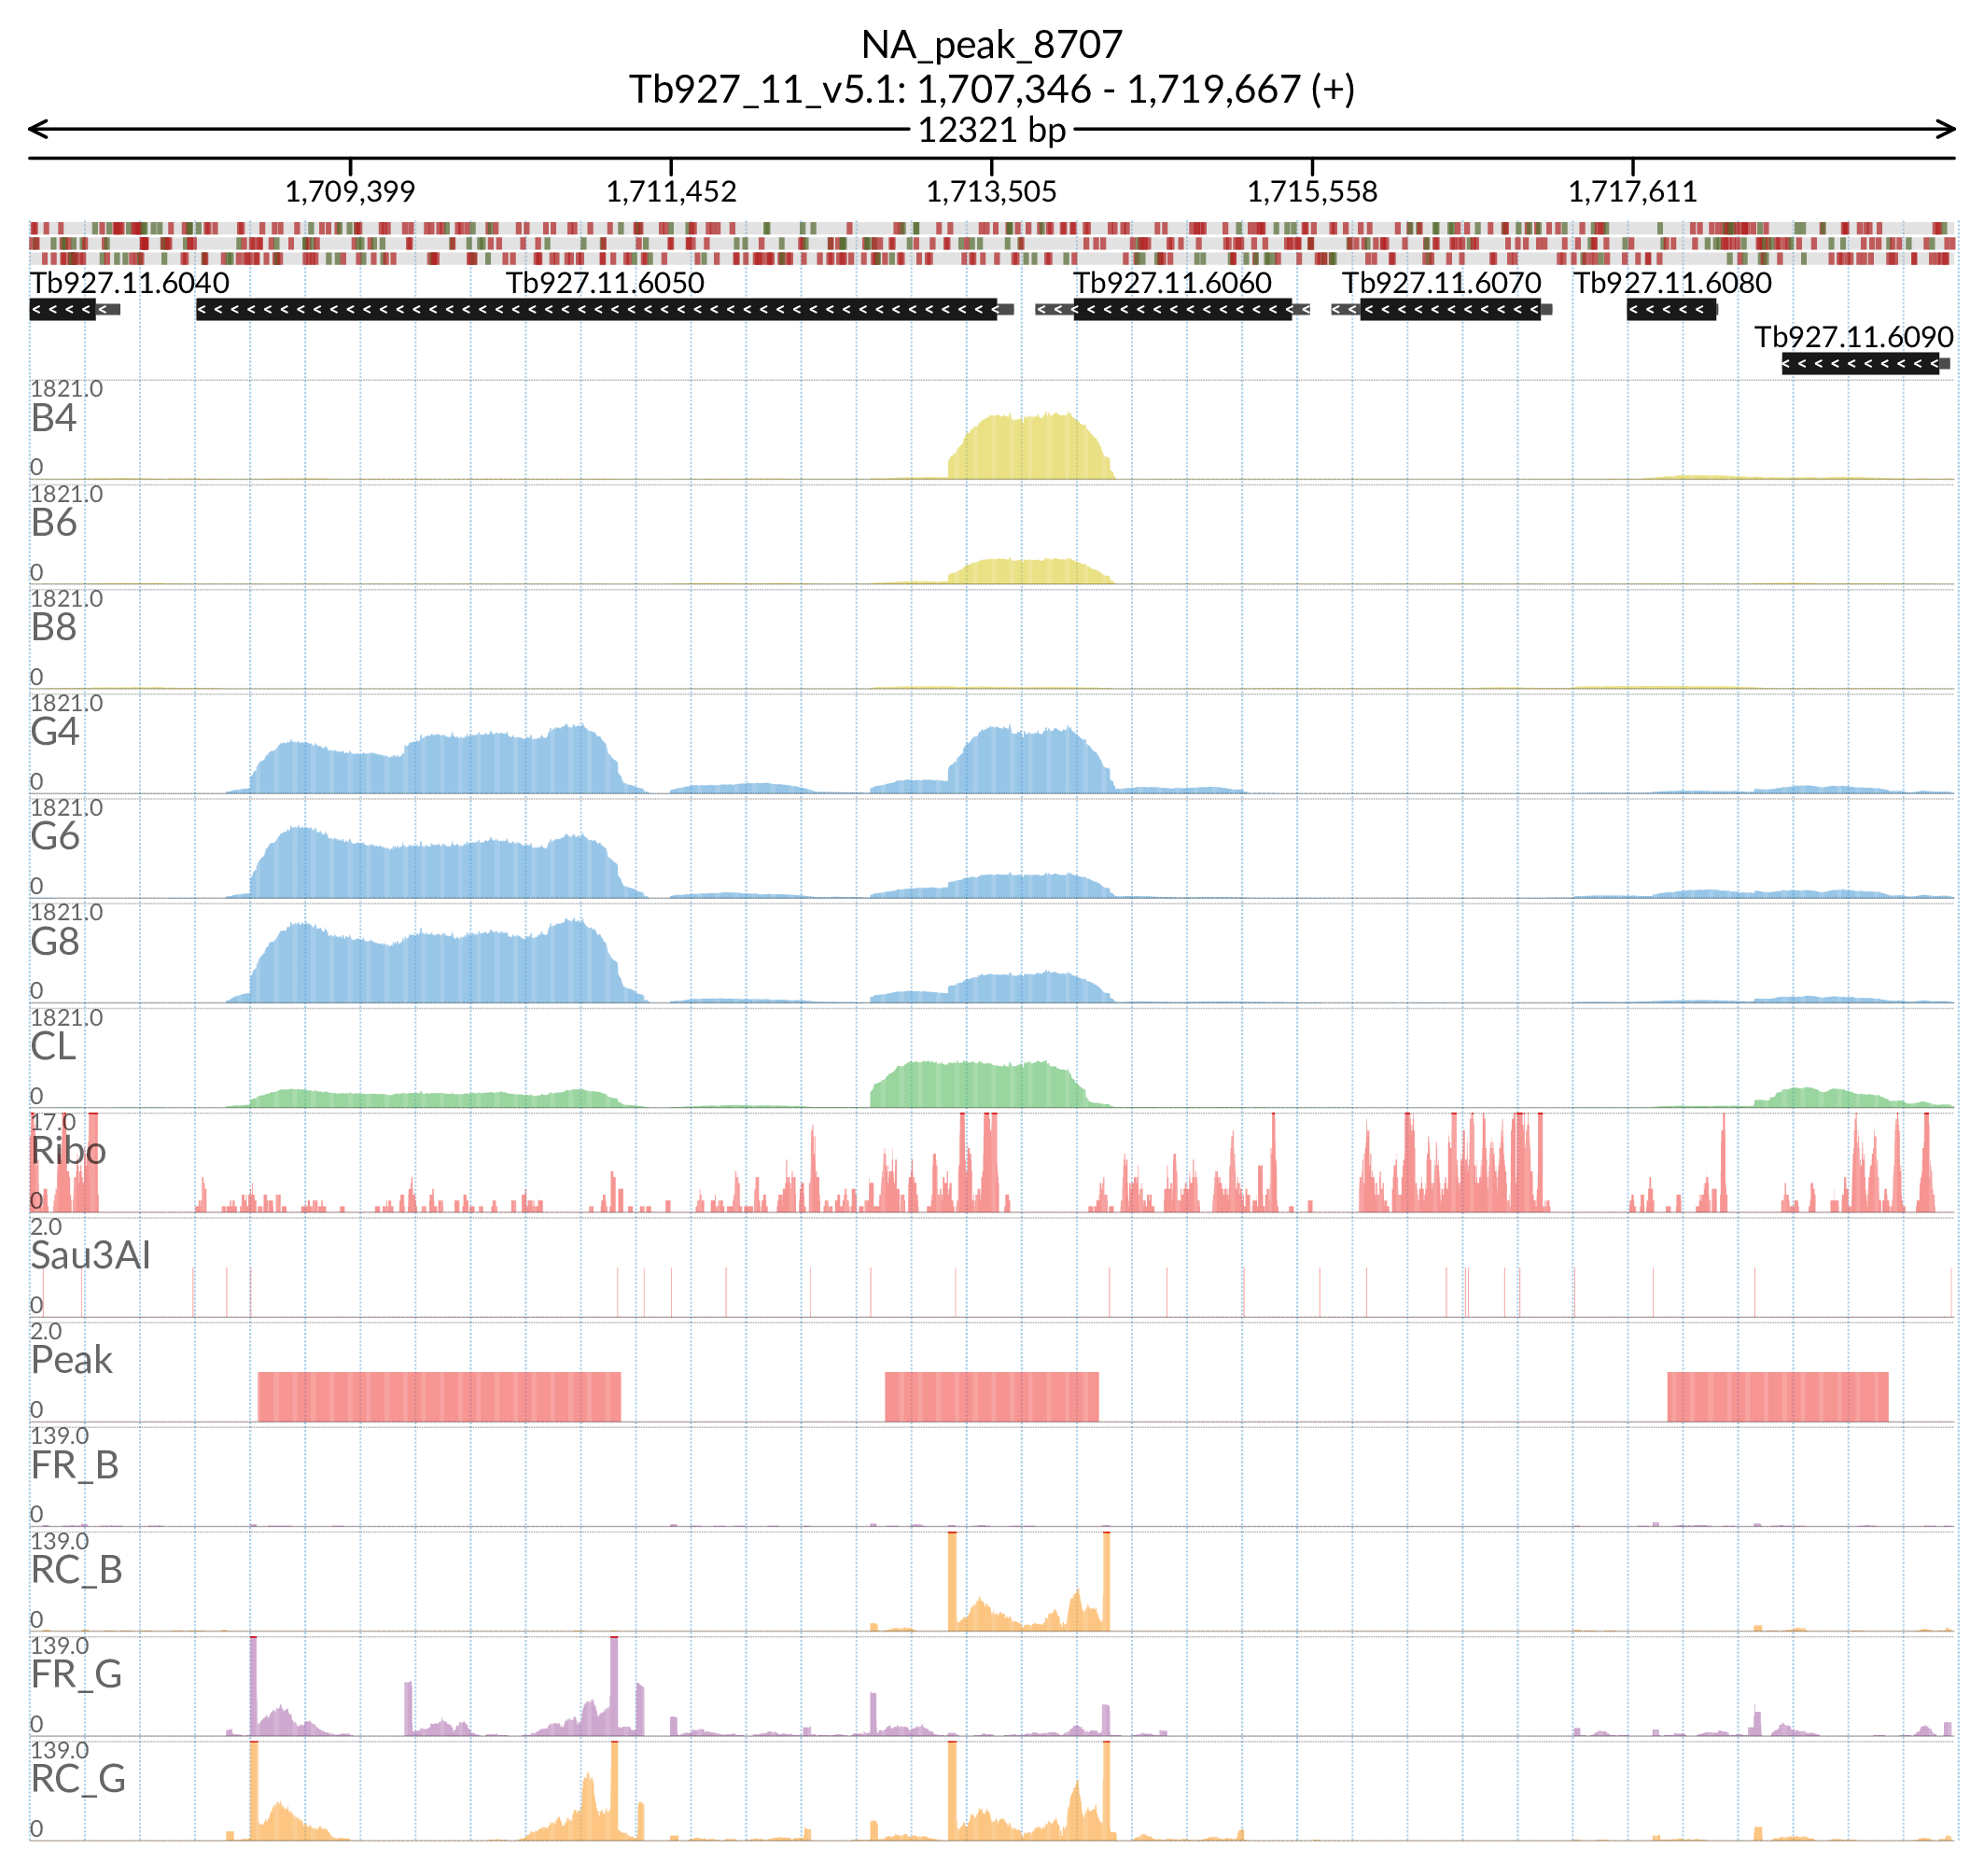 NA_peak_8707
Tb927_11_v5.1: 1,707,346 - 1,719,667 (+)
12321 bp
1,709,399 1,711,452 1,713,505 1,715,558 1,717,611
Tb927.11.6040 Tb927.11.6050 Tb927.11.6060 Tb927.11.6070 Tb927.11.6080
Tb927.11.6090
1821.0
B4
0
1821.0
B6
0
1821.0
B8
0
1821.0
G4
0
1821.0
G6
0
1821.0
G8
0
1821.0
CL
0
17.0
Ribo
0
2.0
Sau3AI
0
2.0
Peak
0
139.0
FR_B
0
139.0
RC_B
0
139.0
FR_G
0
139.0
RC_G
0